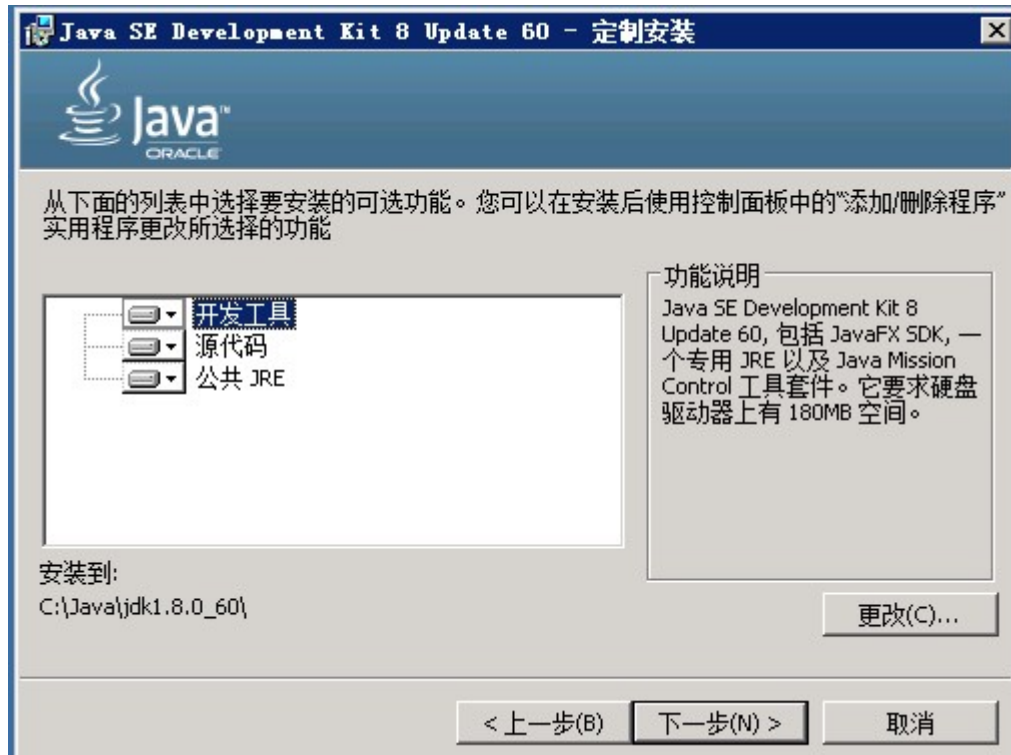 Java SE Development Kit 8 Update 60 - 定制安装
Java™
ORACLE
从下面的列表中选择要安装的可选功能。您可以在安装后使用控制面板中的“添加/删除程序”
实用程序更改所选择的功能
开发工具
源代码
公共 JRE
功能说明
Java SE Development Kit 8
Update 60, 包括 JavaFX SDK, 一
个专用 JRE 以及 Java Mission
Control 工具套件。它要求硬盘
驱动器上有 180MB 空间。
安装到:
C:\Java\jdk1.8.0_60\
更改(C)...
< 上一步(B)
下一步(N) >
取消